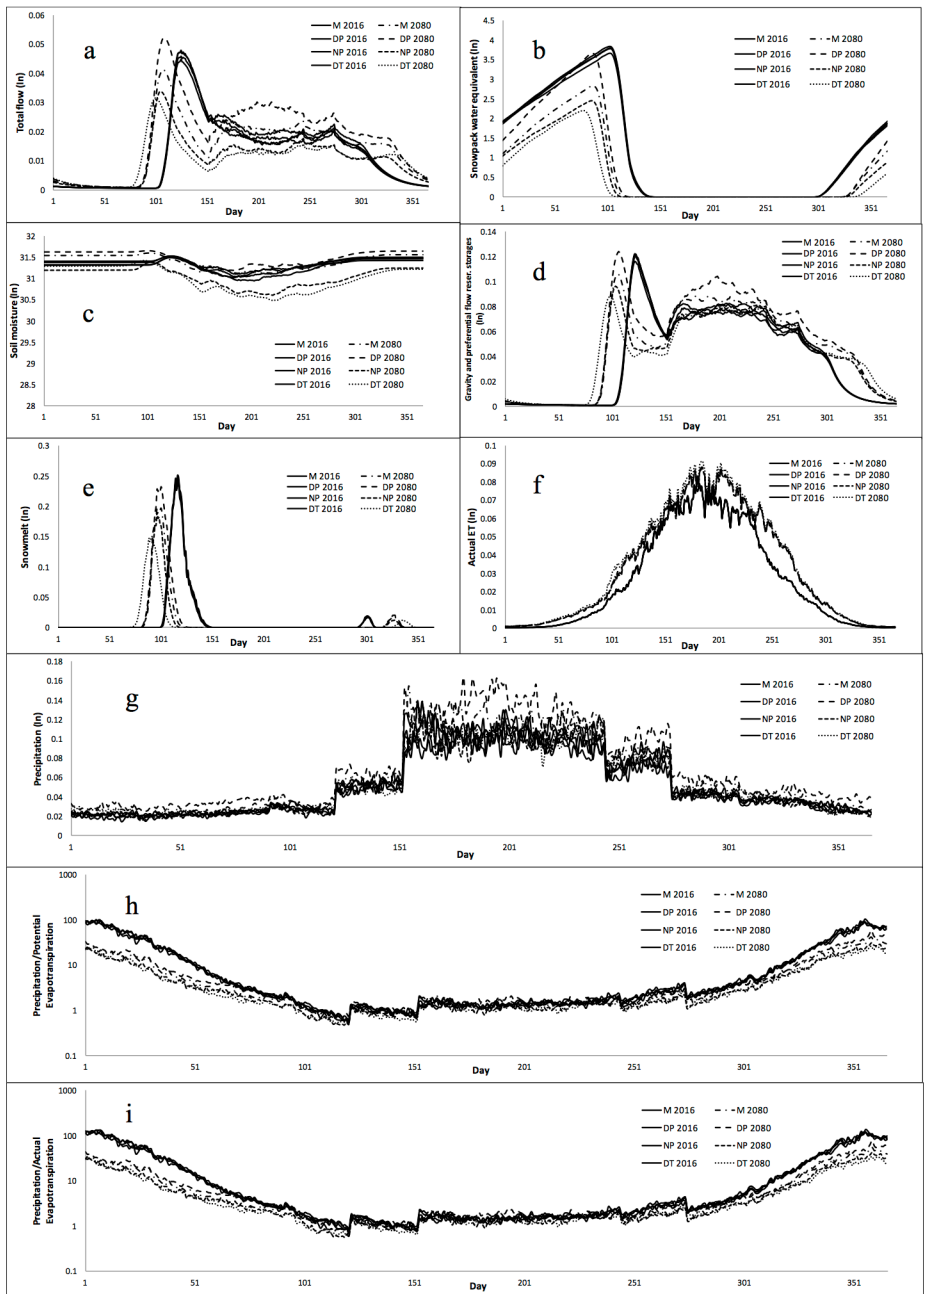 a
Total flow (In)
0.06
0.05
0.04
0.03
0.02
0.01
0
1 51 101 151 201 251 301 351
Day
M 2016 M 2080
DP 2016 DP 2080
NP 2016 NP 2080
DT 2016 DT 2080
b
Snowpack water equivalent (In)
4.5
4
3.5
3
2.5
2
1.5
1
0.5
0
1 51 101 151 201 251 301 351
Day
M 2016 M 2080
DP 2016 DP 2080
NP 2016 NP 2080
DT 2016 DT 2080
c
Soil moisture (In)
32
31.5
31
30.5
30
29.5
29
28.5
28
1 51 101 151 201 251 301 351
Day
M 2016 M 2080
DP 2016 DP 2080
NP 2016 NP 2080
DT 2016 DT 2080
d
Gravity and preferential flow reser. storages
(In)
0.14
0.12
0.1
0.08
0.06
0.04
0.02
0
1 51 101 151 201 251 301 351
Day
M 2016 M 2080
DP 2016 DP 2080
NP 2016 NP 2080
DT 2016 DT 2080
e
Snowmelt (In)
0.3
0.25
0.2
0.15
0.1
0.05
0
1 51 101 151 201 251 301 351
Day
M 2016 M 2080
DP 2016 DP 2080
NP 2016 NP 2080
DT 2016 DT 2080
f
Actual ET (In)
0.1
0.09
0.08
0.07
0.06
0.05
0.04
0.03
0.02
0.01
0
1 51 101 151 201 251 301 351
Day
M 2016 M 2080
DP 2016 DP 2080
NP 2016 NP 2080
DT 2016 DT 2080
g
Precipitation (In)
0.18
0.16
0.14
0.12
0.1
0.08
0.06
0.04
0.02
0
1 51 101 151 201 251 301 351
Day
M 2016 M 2080
DP 2016 DP 2080
NP 2016 NP 2080
DT 2016 DT 2080
h
Precipitation/Potential
Evapotranspiration
1000
100
10
1
0.1
1 51 101 151 201 251 301 351
Day
M 2016 M 2080
DP 2016 DP 2080
NP 2016 NP 2080
DT 2016 DT 2080
i
Precipitation/Actual
Evapotranspiration
1000
100
10
1
0.1
1 51 101 151 201 251 301 351
Day
M 2016 M 2080
DP 2016 DP 2080
NP 2016 NP 2080
DT 2016 DT 2080